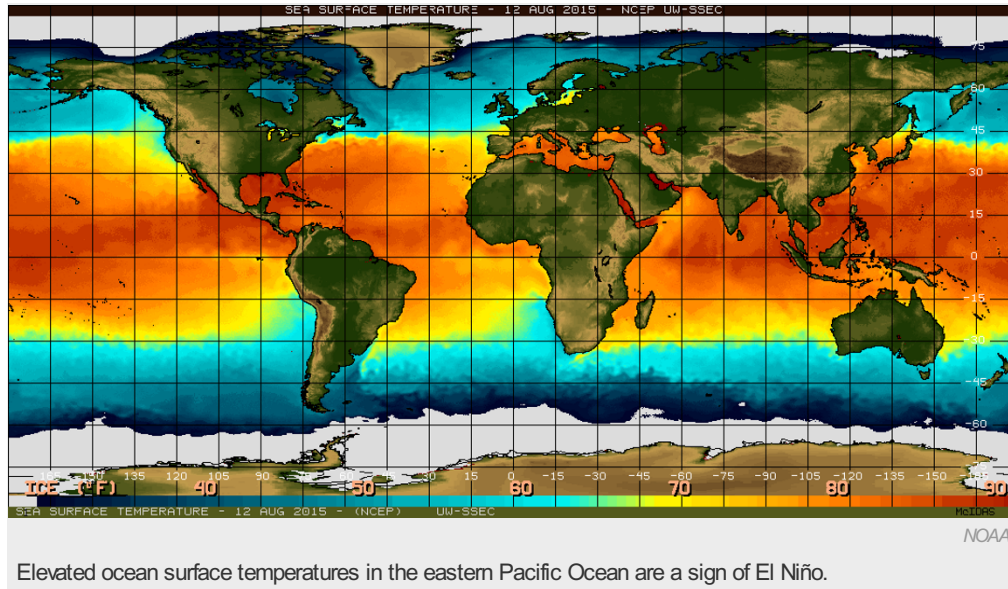 SEA SURFACE TEMPERATURE - 12 AUG 2015 - NCEP UW-SSEC
75
60
45
30
15
0
-15
-30
-45
-60
165 150 120 90 60 45 30 15 0 -15 -30 -45 -60 -75 -90 -105 -120 -135 -150 -165
ICE (°F) 40 50 60 70 80 90
SEA SURFACE TEMPERATURE - 12 AUG 2015 - (NCEP) UW-SSEC McIDAS
NOAA
Elevated ocean surface temperatures in the eastern Pacific Ocean are a sign of El Niño.